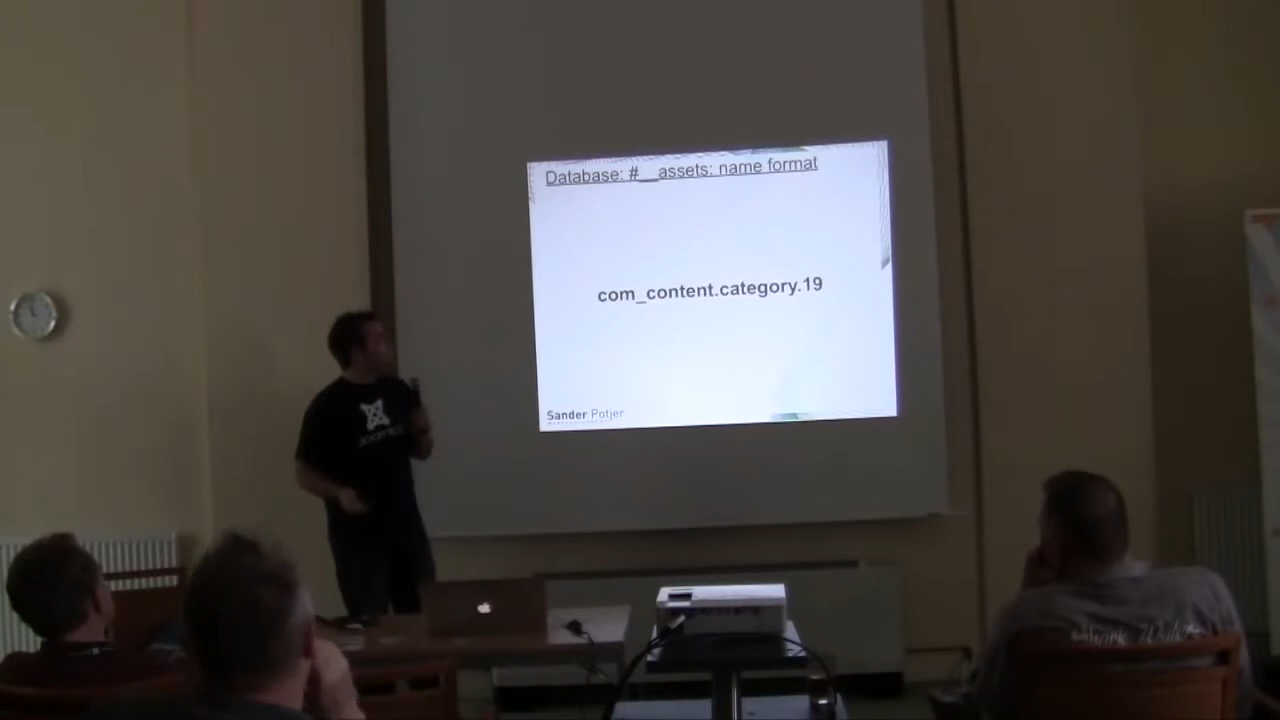 Database: #__assets: name format
com_content.category.19
Sander Potjer